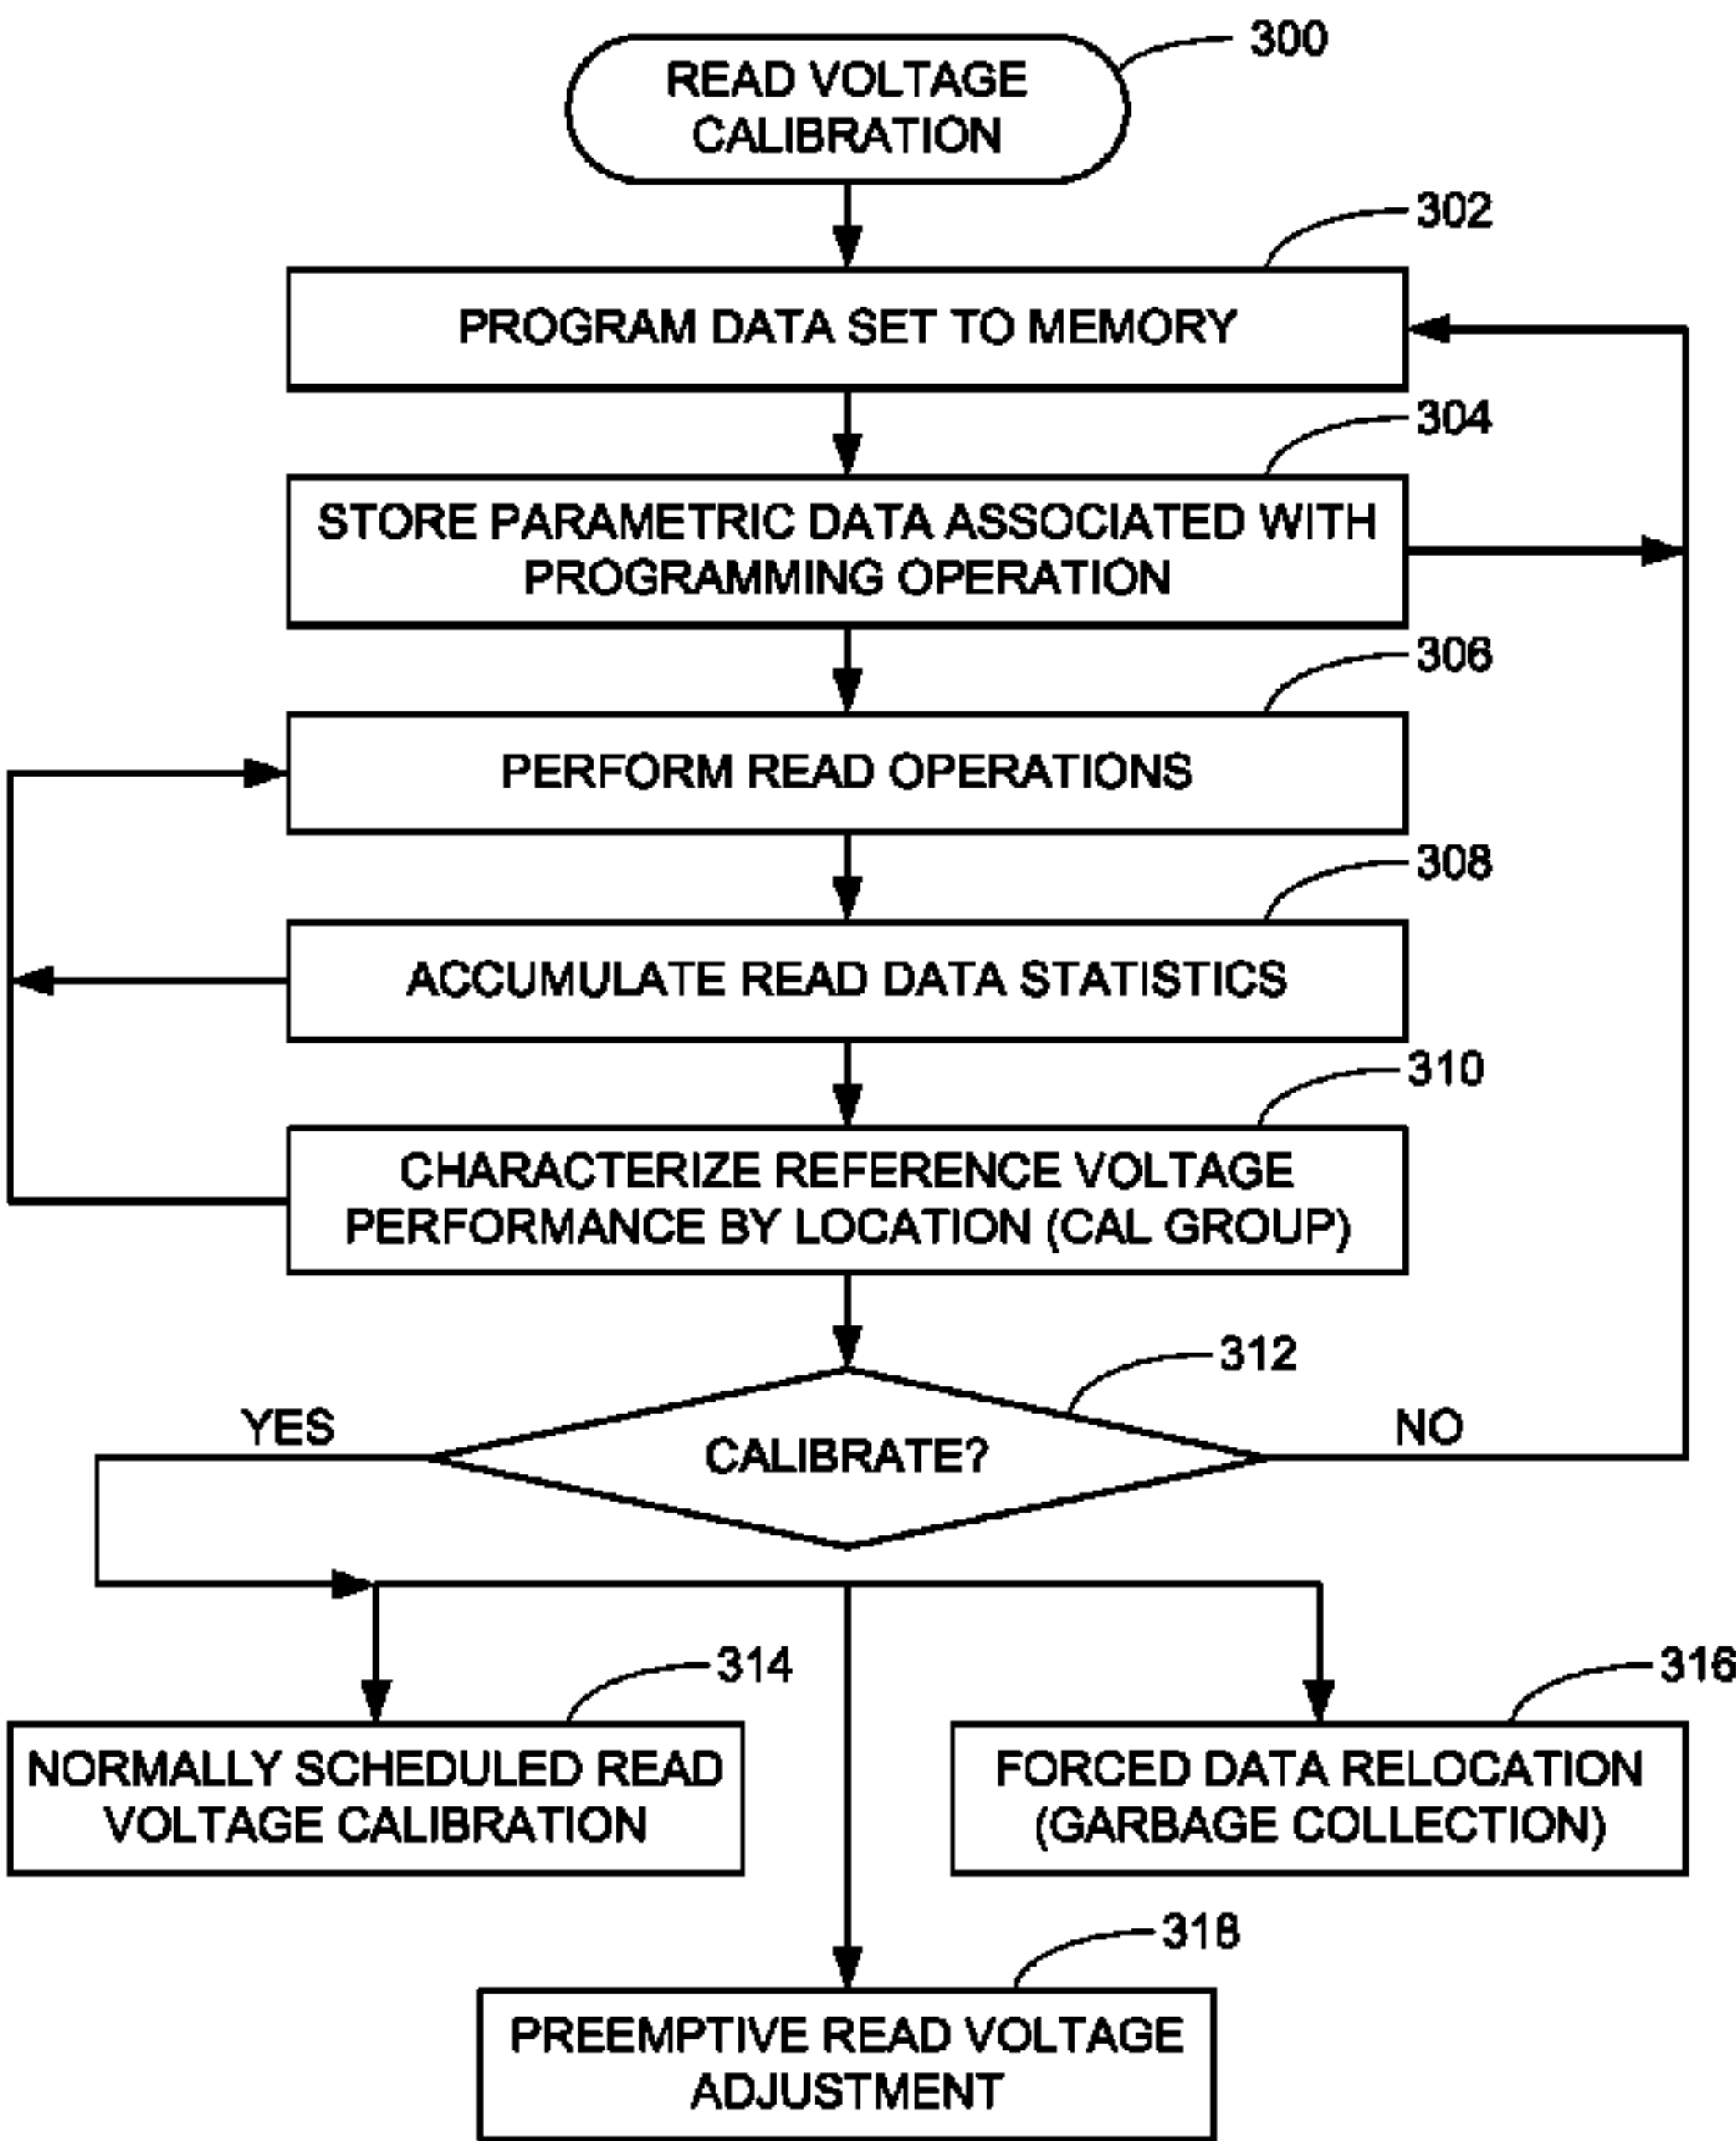 300
READ VOLTAGE
CALIBRATION
302
PROGRAM DATA SET TO MEMORY
304
STORE PARAMETRIC DATA ASSOCIATED WITH
PROGRAMMING OPERATION
306
PERFORM READ OPERATIONS
308
ACCUMULATE READ DATA STATISTICS
310
CHARACTERIZE REFERENCE VOLTAGE
PERFORMANCE BY LOCATION (CAL GROUP)
312
YES
CALIBRATE?
NO
314
NORMALLY SCHEDULED READ
VOLTAGE CALIBRATION
316
FORCED DATA RELOCATION
(GARBAGE COLLECTION)
318
PREEMPTIVE READ VOLTAGE
ADJUSTMENT